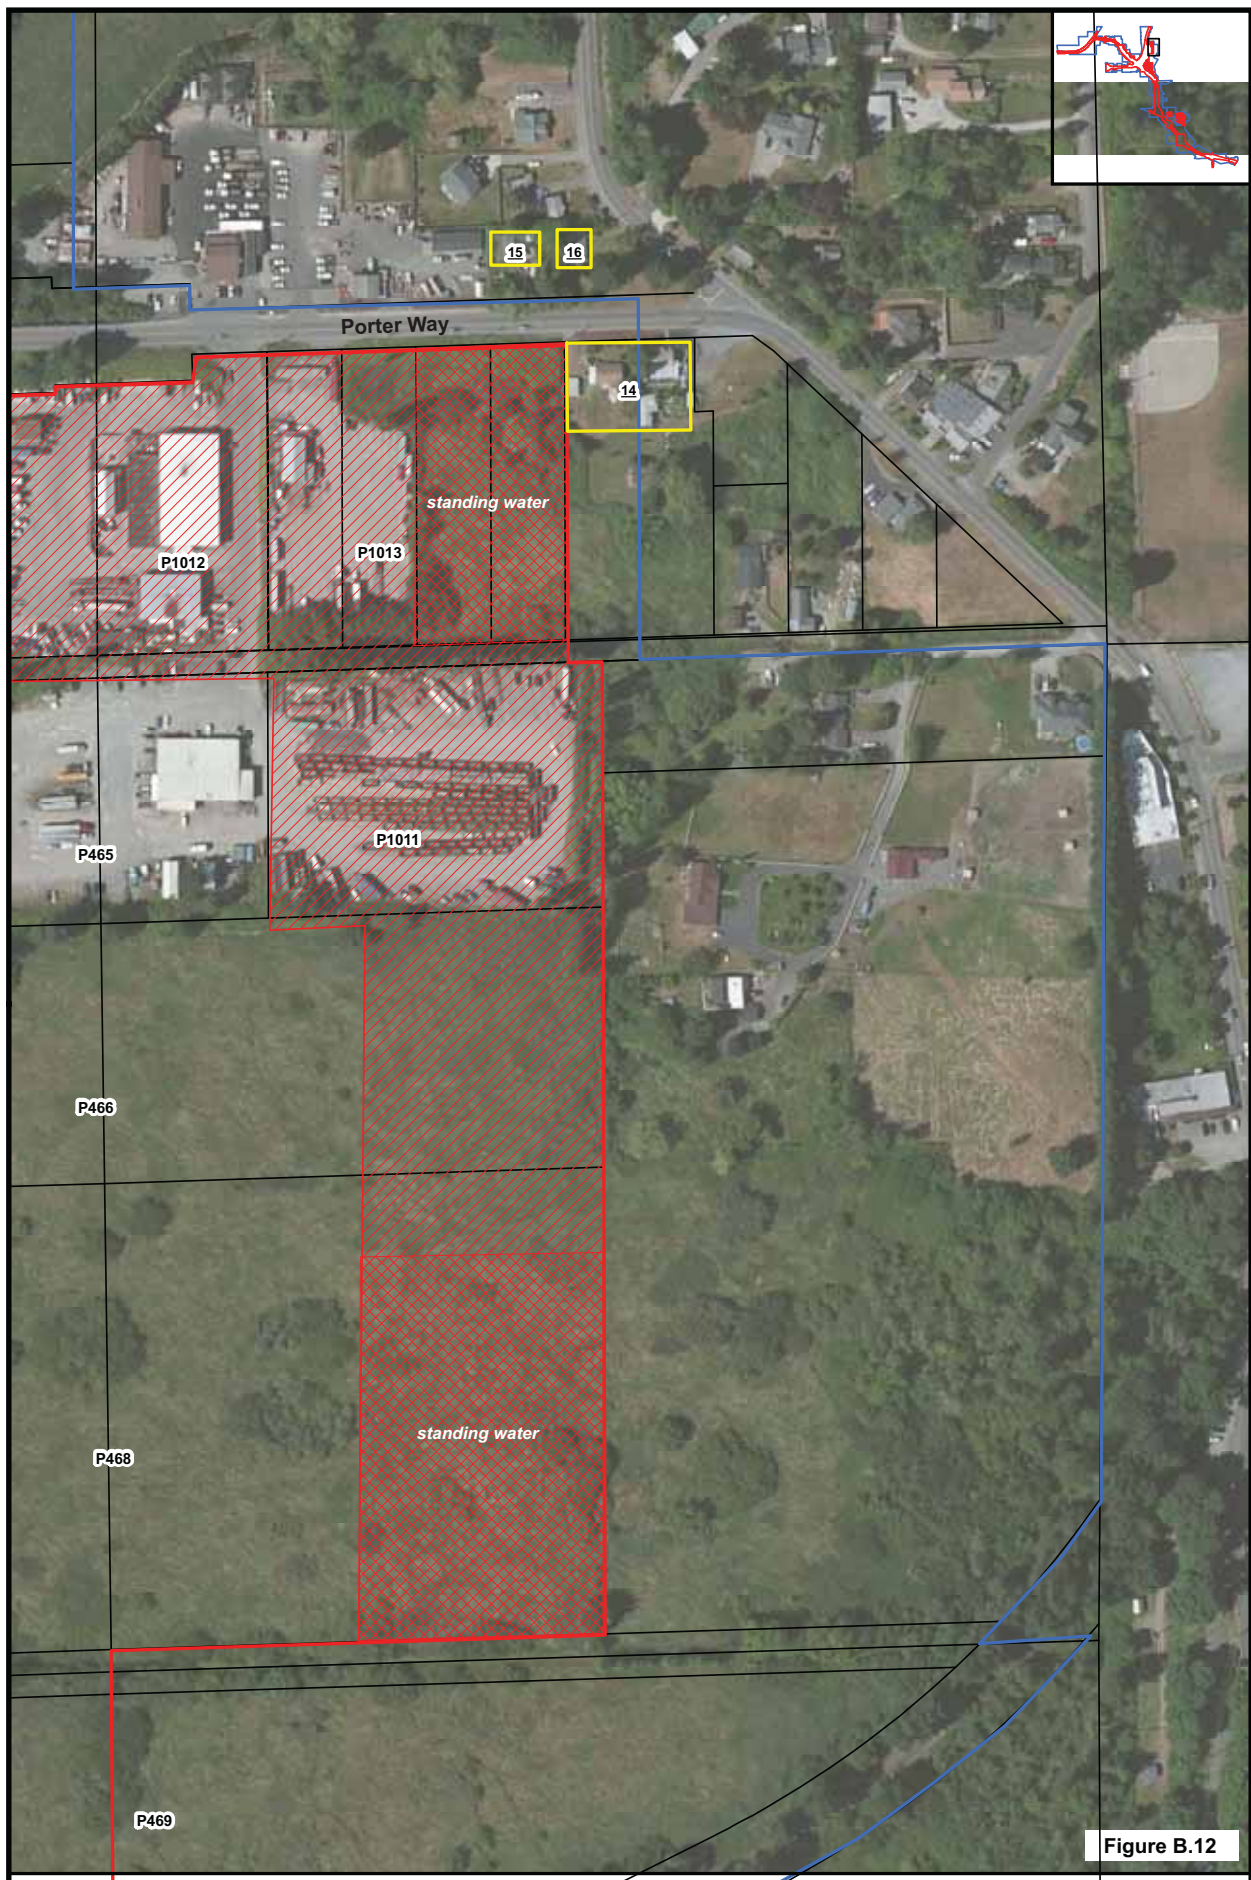 15
16
Porter Way
14
standing water
P1012
P1013
P1011
P465
P466
standing water
P468
P469
Figure B.12